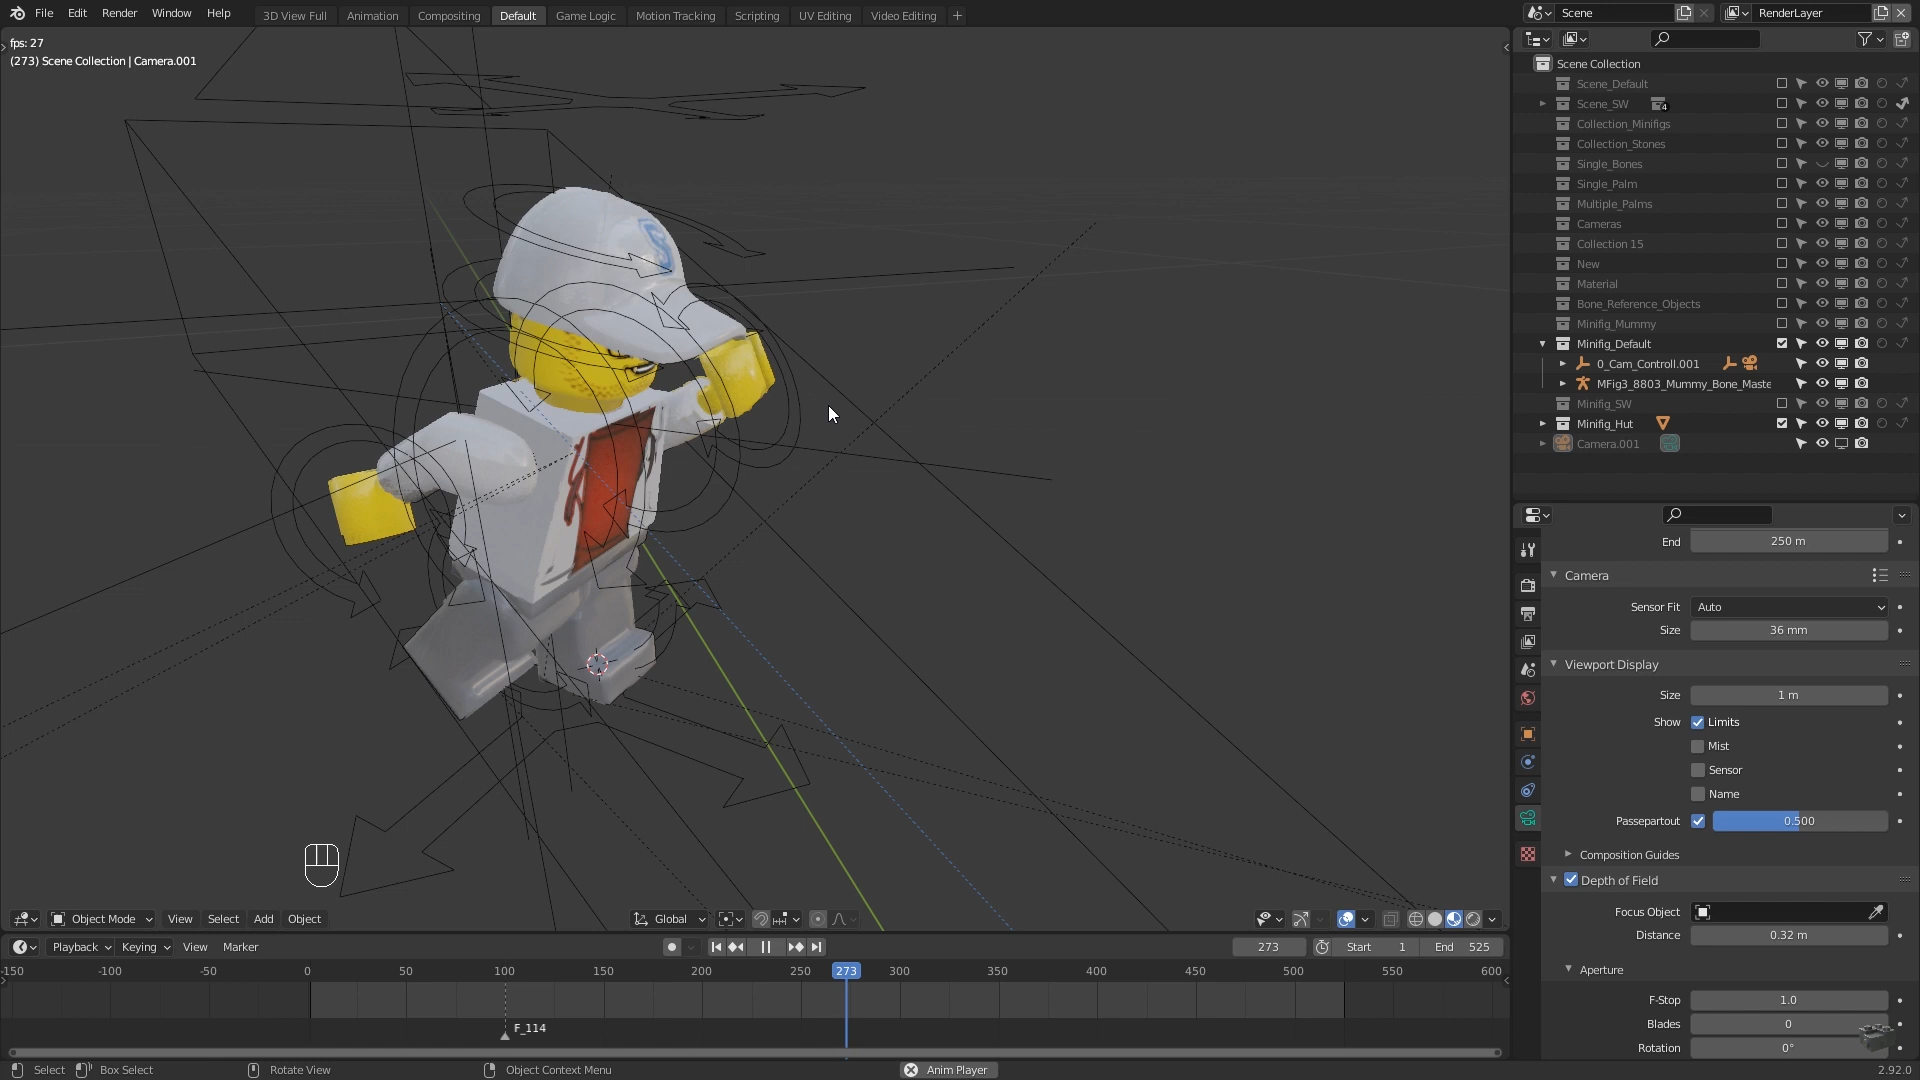 File Edit Render Window Help 3D View Full Animation Compositing Default Game Logic Motion Tracking Scripting UV Editing Video Editing + Scene RenderLayer
fps: 27
(273) Scene Collection | Camera.001
Scene Collection
Scene_Default
Scene_SW 4
Collection_Minifigs
Collection_Stones
Single_Bones
Single_Palm
Multiple_Palms
Cameras
Collection 15
New
Material
Bone_Reference_Objects
Minifig_Mummy
Minifig_Default
0_Cam_Controll.001
MFig3_8803_Mummy_Bone_Maste
Minifig_SW
Minifig_Hut
Camera.001
End 250 m
Camera
Sensor Fit Auto
Size 36 mm
Viewport Display
Size 1 m
Show Limits
Mist
Sensor
Name
Passepartout 0.500
Composition Guides
Depth of Field
Focus Object
Distance 0.32 m
Aperture
F-Stop 1.0
Blades 0
Rotation 0°
Object Mode View Select Add Object Global
Playback Keying View Marker 273 Start 1 End 525
-150 -100 -50 0 50 100 150 200 250 273 300 350 400 450 500 550 600
F_114
Select Box Select Rotate View Object Context Menu Anim Player 2.92.0